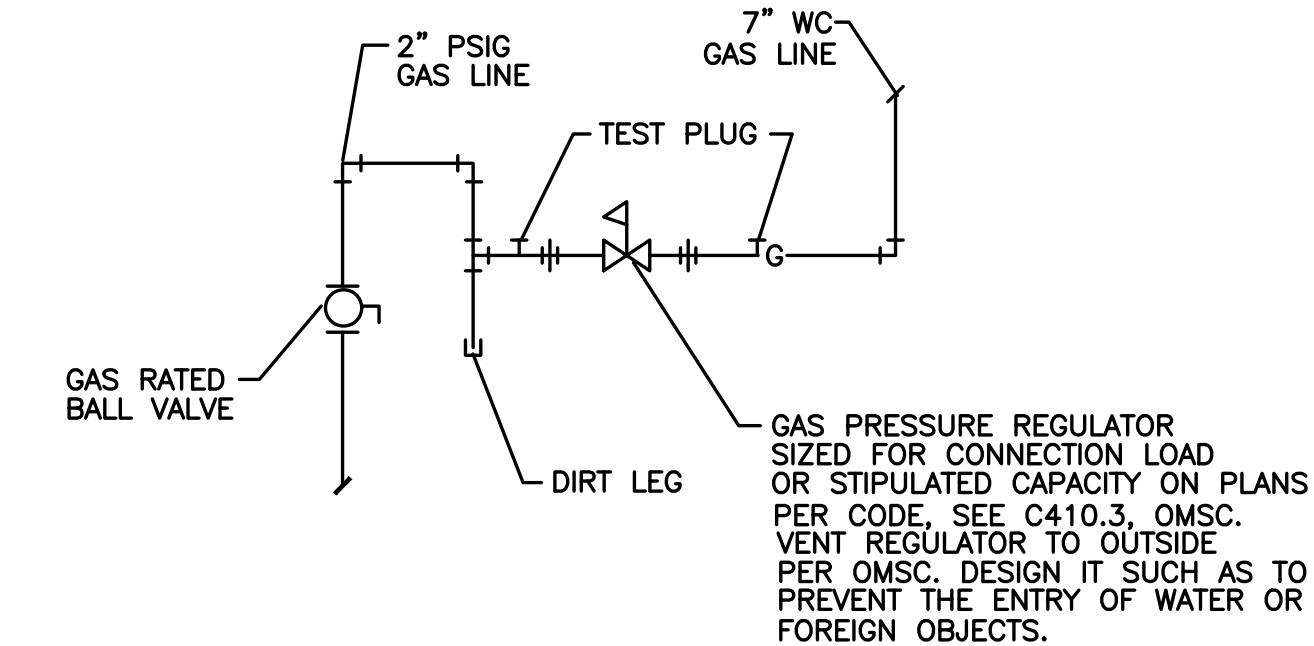 2” PSIG
GAS LINE
7” WC
GAS LINE
TEST PLUG
G
GAS RATED
BALL VALVE
DIRT LEG
GAS PRESSURE REGULATOR
SIZED FOR CONNECTION LOAD
OR STIPULATED CAPACITY ON PLANS
PER CODE, SEE C410.3, OMSC.
VENT REGULATOR TO OUTSIDE
PER OMSC. DESIGN IT SUCH AS TO
PREVENT THE ENTRY OF WATER OR
FOREIGN OBJECTS.